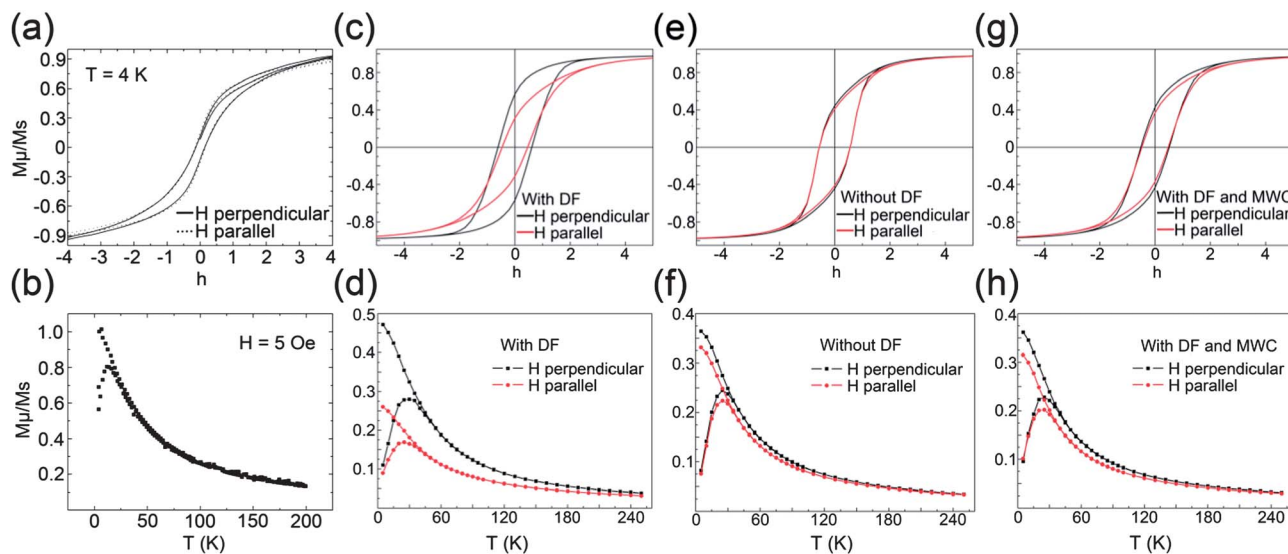 (a)
Mμ/Ms
0.9
0.6
0.3
0
-0.3
-0.6
-0.9
T = 4 K
H perpendicular
H parallel
-4 -3 -2 -1 0 1 2 3 4
h
(c)
0.8
0.4
0
-0.4
-0.8
With DF
H perpendicular
H parallel
-4 -2 0 2 4
h
(e)
0.8
0.4
0
-0.4
-0.8
Without DF
H perpendicular
H parallel
-4 -2 0 2 4
h
(g)
0.8
0.4
0
-0.4
-0.8
With DF and MWC
H perpendicular
H parallel
-4 -2 0 2 4
h
(b)
Mμ/Ms
1.0
0.8
0.6
0.4
0.2
H = 5 Oe
0 50 100 150 200
T (K)
(d)
0.5
0.4
0.3
0.2
0.1
With DF
H perpendicular
H parallel
0 60 120 180 240
T (K)
(f)
0.4
0.3
0.2
0.1
Without DF
H perpendicular
H parallel
0 60 120 180 240
T (K)
(h)
0.4
0.3
0.2
0.1
With DF and MWC
H perpendicular
H parallel
0 60 120 180 240
T (K)